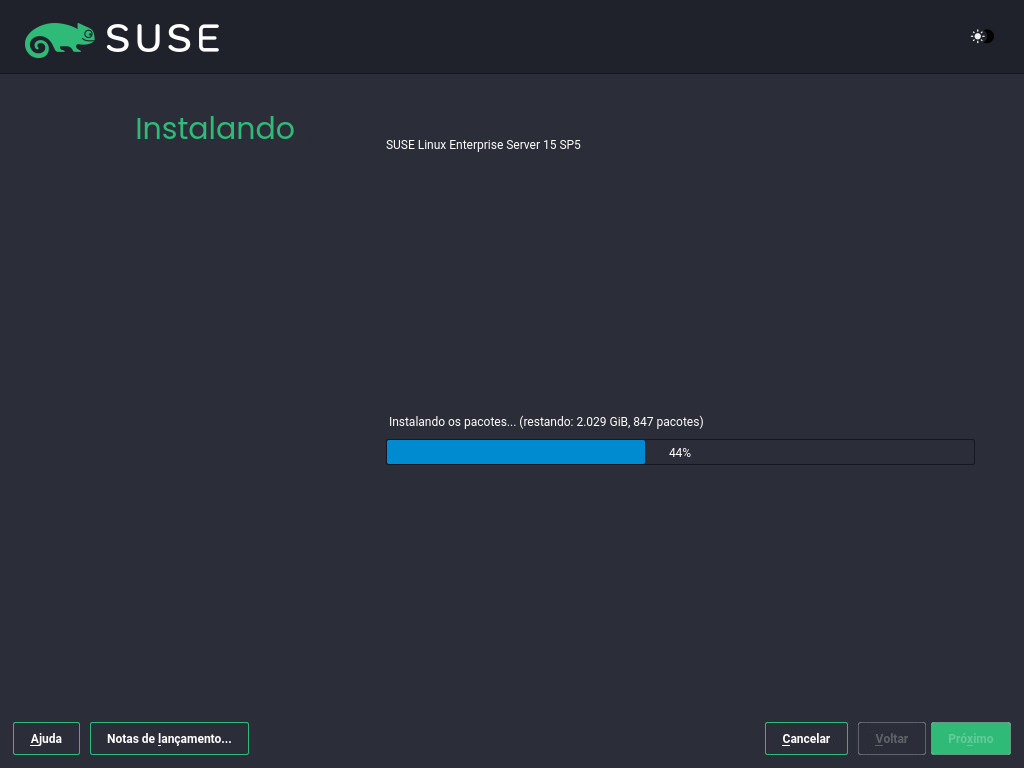 SUSE
Instalando
SUSE Linux Enterprise Server 15 SP5
Instalando os pacotes... (restando: 2.029 GiB, 847 pacotes)
44%
Ajuda
Notas de lançamento...
Cancelar
Voltar
Próximo